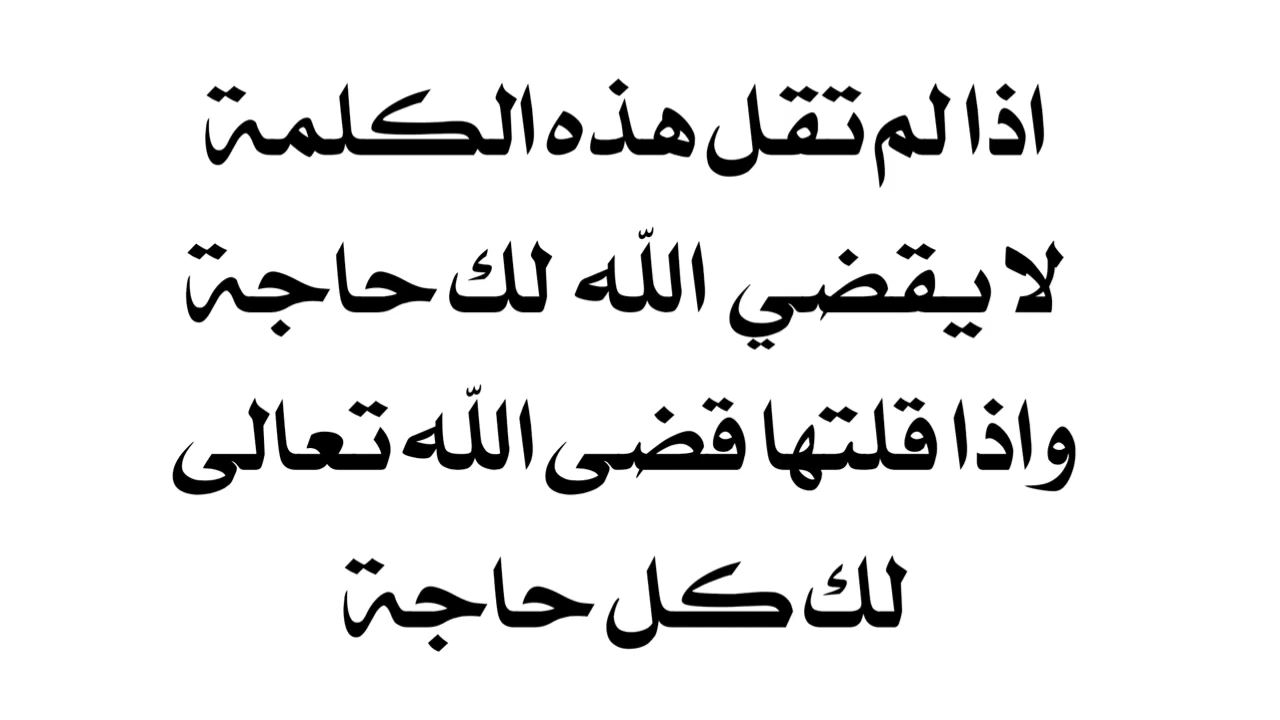 اذا لم تقل هذه الكلمة
لا يقضي اللّه لك حاجة
واذا قلتها قضى اللّه تعالى
لك كل حاجة